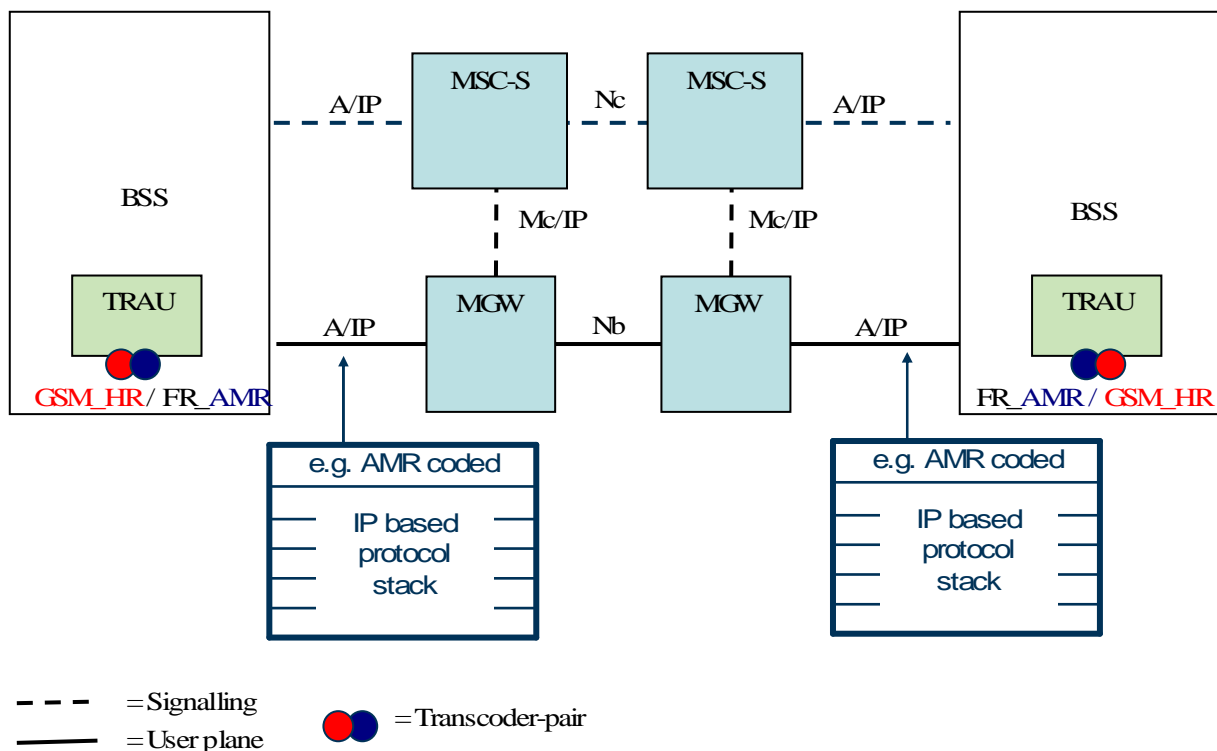 MSC-S
MSC-S
A/IP
Nc
A/IP
BSS
BSS
Mc/IP
Mc/IP
TRAU
MGW
MGW
TRAU
A/IP
Nb
A/IP
GSM_HR / FR_AMR
FR_AMR / GSM_HR
e.g. AMR coded
IP based
protocol
stack
e.g. AMR coded
IP based
protocol
stack
= Signalling
= User plane
= Transcoder-pair